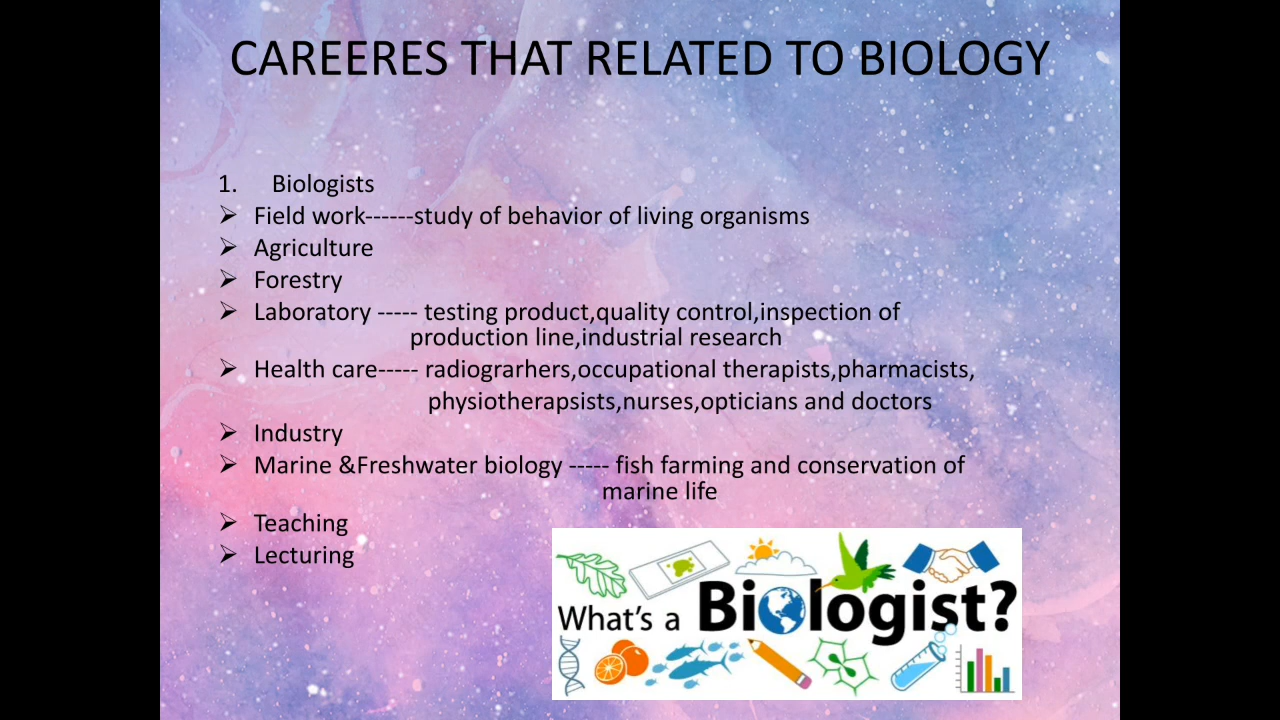 CAREERES THAT RELATED TO BIOLOGY
1. Biologists
➢ Field work------study of behavior of living organisms
➢ Agriculture
➢ Forestry
➢ Laboratory ----- testing product,quality control,inspection of
production line,industrial research
➢ Health care----- radiograrhers,occupational therapists,pharmacists,
physiotherapsists,nurses,opticians and doctors
➢ Industry
➢ Marine &Freshwater biology ----- fish farming and conservation of
marine life
➢ Teaching
➢ Lecturing
What's a Biologist?